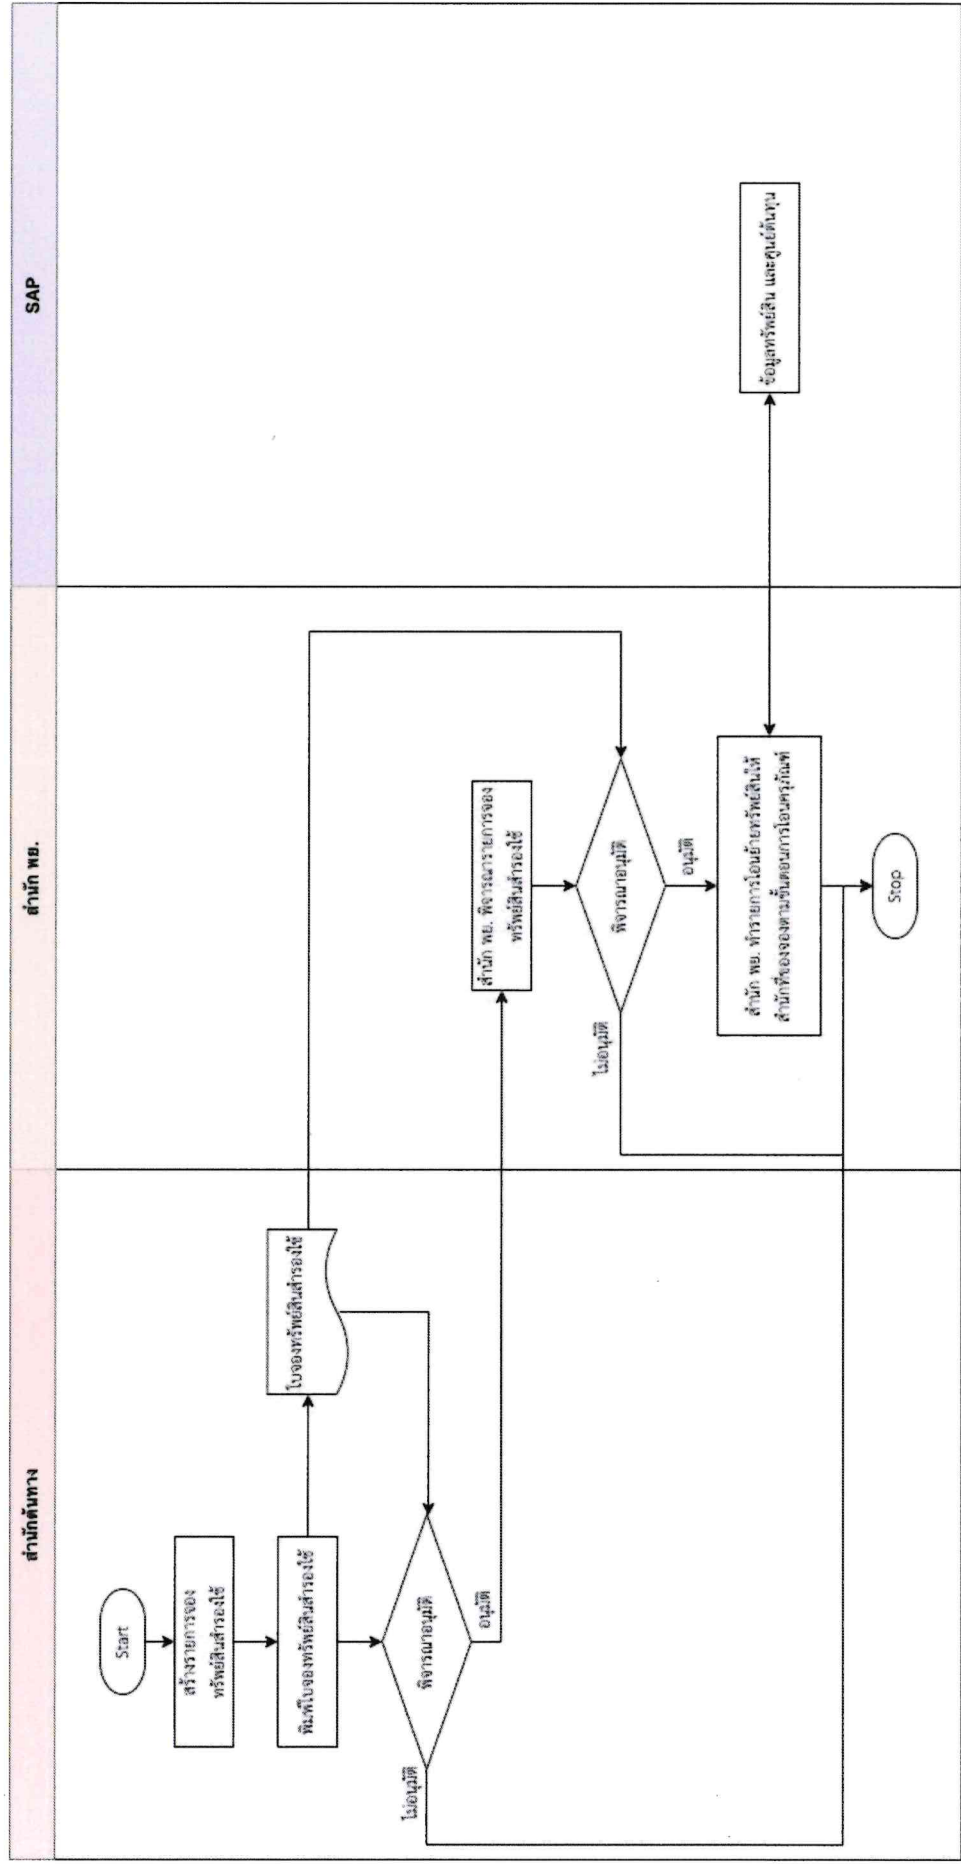 สำนักต้นทาง
สำนัก พย.
SAP
Start
สร้างรายการจอง
ทรัพย์สินสำรองใช้
พิมพ์ใบจองทรัพย์สินสำรองใช้
ใบจองทรัพย์สินสำรองใช้
พิจารณาอนุมัติ
ไม่อนุมัติ
อนุมัติ
สำนัก พย. พิจารณารายการจอง
ทรัพย์สินสำรองใช้
พิจารณาอนุมัติ
ไม่อนุมัติ
อนุมัติ
สำนัก พย. ทำรายการโอนย้ายทรัพย์สินให้
สำนักที่ขอจองตามขั้นตอนการโอนครุภัณฑ์
ข้อมูลทรัพย์สิน และศูนย์ต้นทุน
Stop